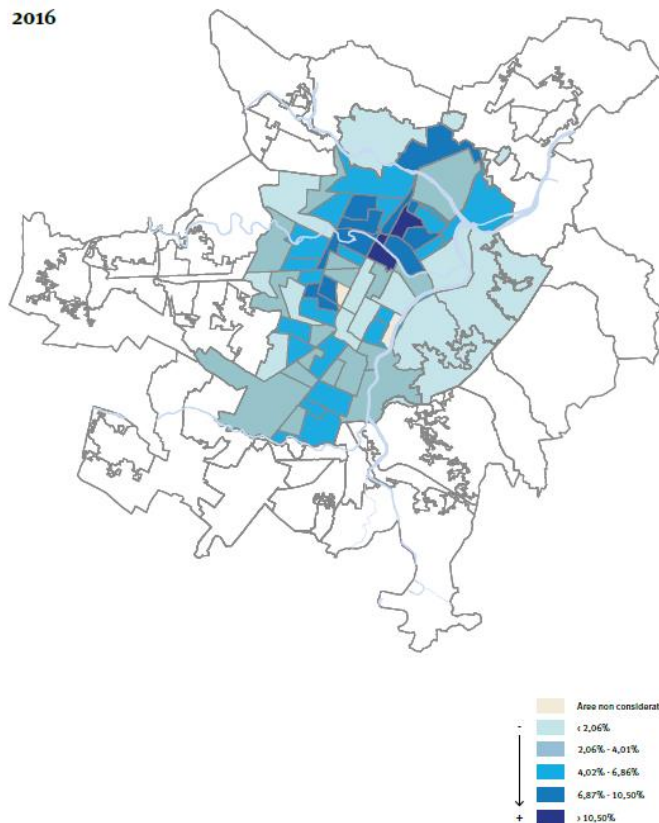 2016
Aree non considerat
-
‹ 2,06%
2,06% - 4,01%
4,02% - 6,86%
6,87% - 10,50%
+
› 10,50%